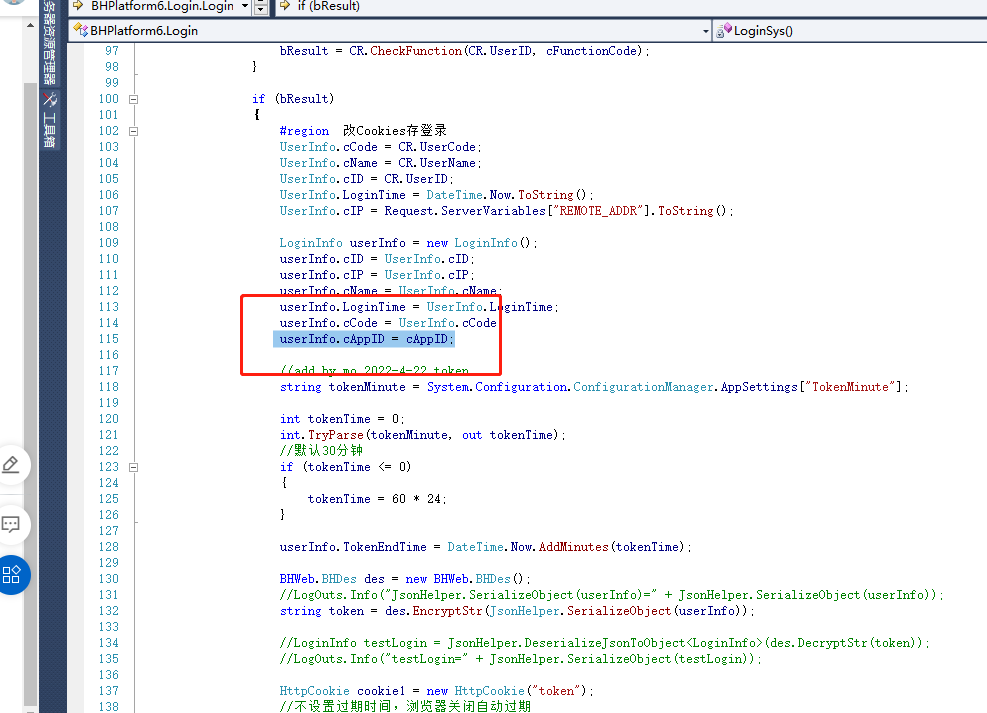 BHPlatform6.Login.Login
if (bResult)
BHPlatform6.Login
LoginSys()
务器资源管理器
工具箱
97 bResult = CR.CheckFunction(CR.UserID, cFunctionCode);
98 }
99
100 if (bResult)
101 {
102 #region 改Cookies存登录
103 UserInfo.cCode = CR.UserCode;
104 UserInfo.cName = CR.UserName;
105 UserInfo.cID = CR.UserID;
106 UserInfo.LoginTime = DateTime.Now.ToString();
107 UserInfo.cIP = Request.ServerVariables["REMOTE_ADDR"].ToString();
108
109 LoginInfo userInfo = new LoginInfo();
110 userInfo.cID = UserInfo.cID;
111 userInfo.cIP = UserInfo.cIP;
112 userInfo.cName = UserInfo.cName;
113 userInfo.LoginTime = UserInfo.LoginTime;
114 userInfo.cCode = UserInfo.cCode
115 userInfo.cAppID = cAppID;
116
117 //add by mo 2022-4-22 token
118 string tokenMinute = System.Configuration.ConfigurationManager.AppSettings["TokenMinute"];
119
120 int tokenTime = 0;
121 int.TryParse(tokenMinute, out tokenTime);
122 //默认30分钟
123 if (tokenTime <= 0)
124 {
125 tokenTime = 60 * 24;
126 }
127
128 userInfo.TokenEndTime = DateTime.Now.AddMinutes(tokenTime);
129
130 BHWeb.BHDes des = new BHWeb.BHDes();
131 //LogOuts.Info("JsonHelper.SerializeObject(userInfo)=" + JsonHelper.SerializeObject(userInfo));
132 string token = des.EncryptStr(JsonHelper.SerializeObject(userInfo));
133
134 //LoginInfo testLogin = JsonHelper.DeserializeJsonToObject<LoginInfo>(des.DecryptStr(token));
135 //LogOuts.Info("testLogin=" + JsonHelper.SerializeObject(testLogin));
136
137 HttpCookie cookie1 = new HttpCookie("token");
138 //不设置过期时间，浏览器关闭自动过期